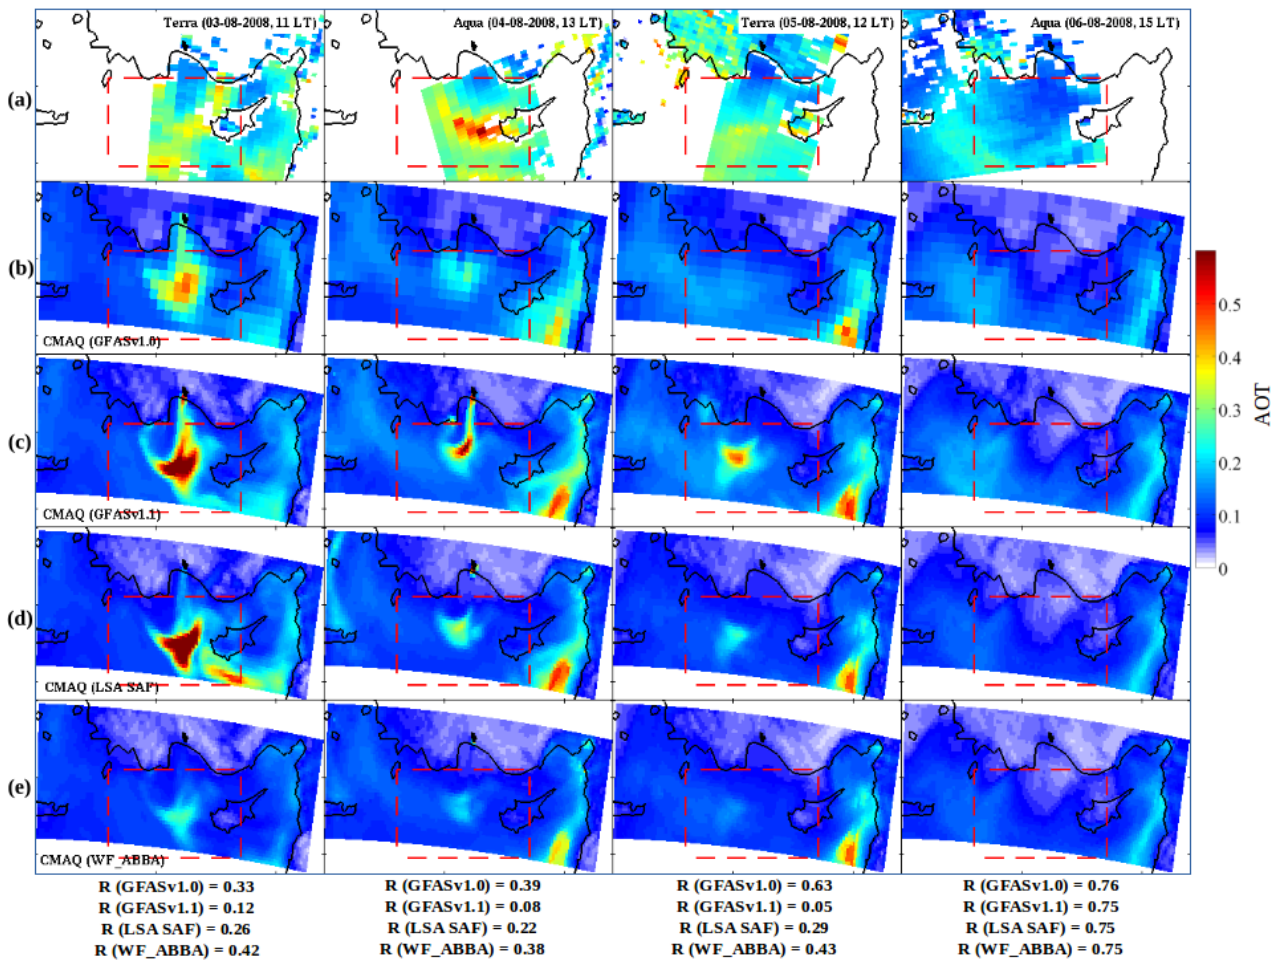 Terra (03-08-2008, 11 LT) Aqua (04-08-2008, 13 LT) Terra (05-08-2008, 12 LT) Aqua (06-08-2008, 15 LT)
(a)
(b)
CMAQ (GFASv1.0)
(c)
CMAQ (GFASv1.1)
(d)
CMAQ (LSA SAF)
(e)
CMAQ (WF_ABBA)
0.5
0.4
0.3
0.2
0.1
0
AOT
R (GFASv1.0) = 0.33 R (GFASv1.0) = 0.39 R (GFASv1.0) = 0.63 R (GFASv1.0) = 0.76
R (GFASv1.1) = 0.12 R (GFASv1.1) = 0.08 R (GFASv1.1) = 0.05 R (GFASv1.1) = 0.75
R (LSA SAF) = 0.26 R (LSA SAF) = 0.22 R (LSA SAF) = 0.29 R (LSA SAF) = 0.75
R (WF_ABBA) = 0.42 R (WF_ABBA) = 0.38 R (WF_ABBA) = 0.43 R (WF_ABBA) = 0.75